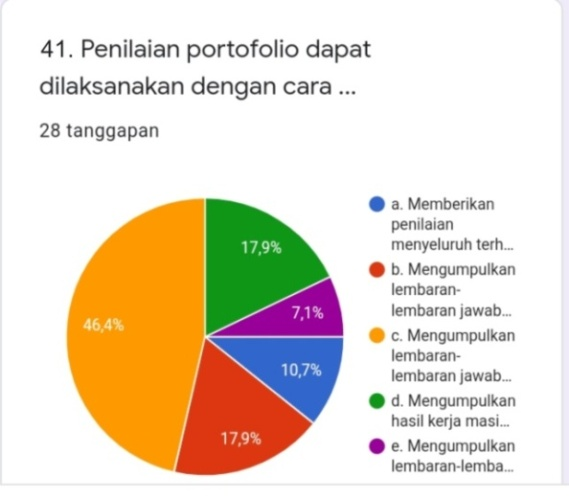 41. Penilaian portofolio dapat
dilaksanakan dengan cara ...
28 tanggapan
17,9%
7,1%
46,4%
10,7%
17,9%
a. Memberikan
penilaian
menyeluruh terh...
b. Mengumpulkan
lembaran-
lembaran jawab...
c. Mengumpulkan
lembaran-
lembaran jawab...
d. Mengumpulkan
hasil kerja masi...
e. Mengumpulkan
lembaran-lemba...